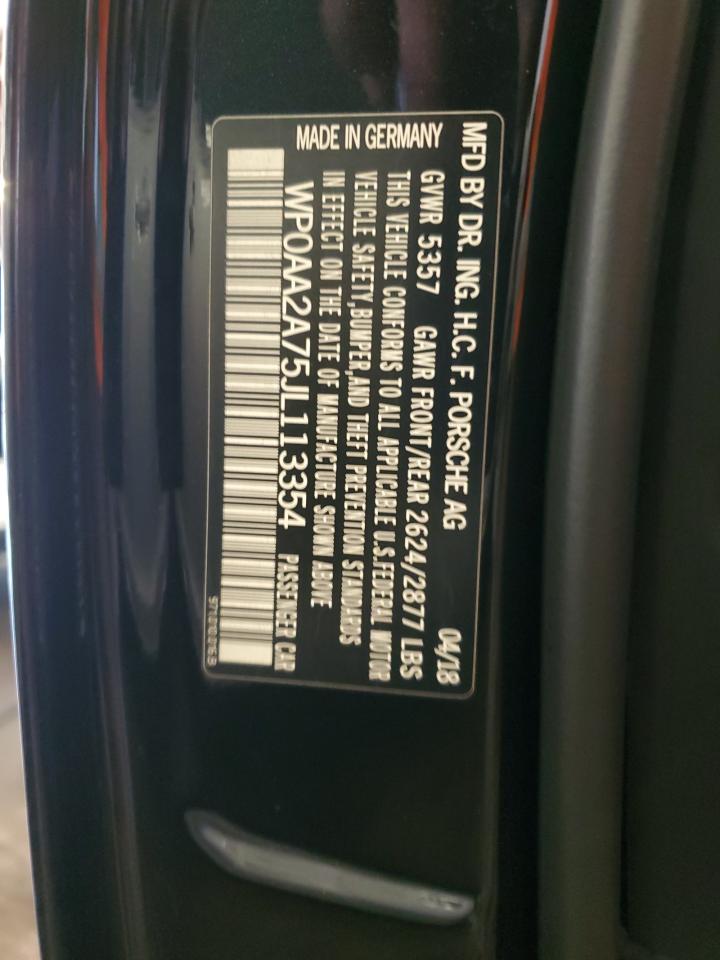 MFD BY DR. ING. H.C. F. PORSCHE AG 04/18
GVWR 5357 GAWR FRONT/REAR 2624/2877 LBS
THIS VEHICLE CONFORMS TO ALL APPLICABLE U.S.FEDERAL MOTOR
VEHICLE SAFETY,BUMPER,AND THEFT PREVENTION STANDARDS
IN EFFECT ON THE DATE OF MANUFACTURE SHOWN ABOVE
MADE IN GERMANY
WP0AA2A75JL113354 PASSENGER CAR